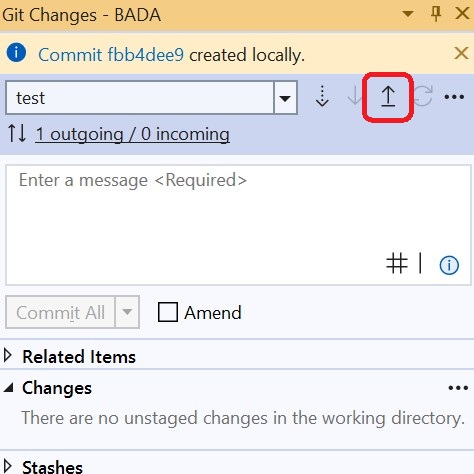 Git Changes - BADA
Commit fbb4dee9 created locally.
test
1 outgoing / 0 incoming
Enter a message <Required>
Commit All
Amend
Related Items
Changes
There are no unstaged changes in the working directory.
Stashes